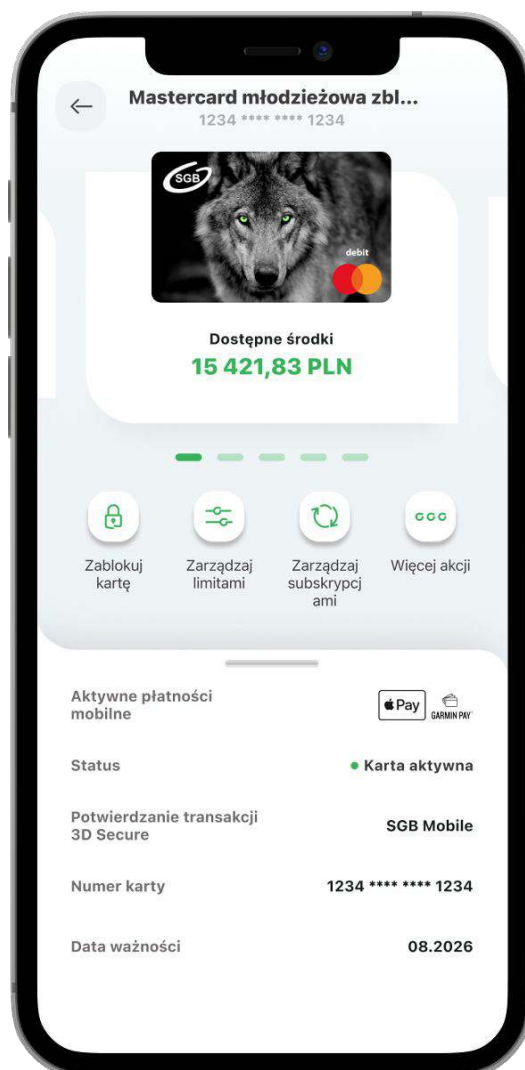 Mastercard młodzieżowa zbl...
1234 **** **** 1234
SGB
debit
Dostępne środki
15 421,83 PLN
Zablokuj
kartę
Zarządzaj
limitami
Zarządzaj
subskrypcj
ami
Więcej akcji
Aktywne płatności
mobilne
Pay
GARMIN PAY
Status
Karta aktywna
Potwierdzanie transakcji
3D Secure
SGB Mobile
Numer karty
1234 **** **** 1234
Data ważności
08.2026